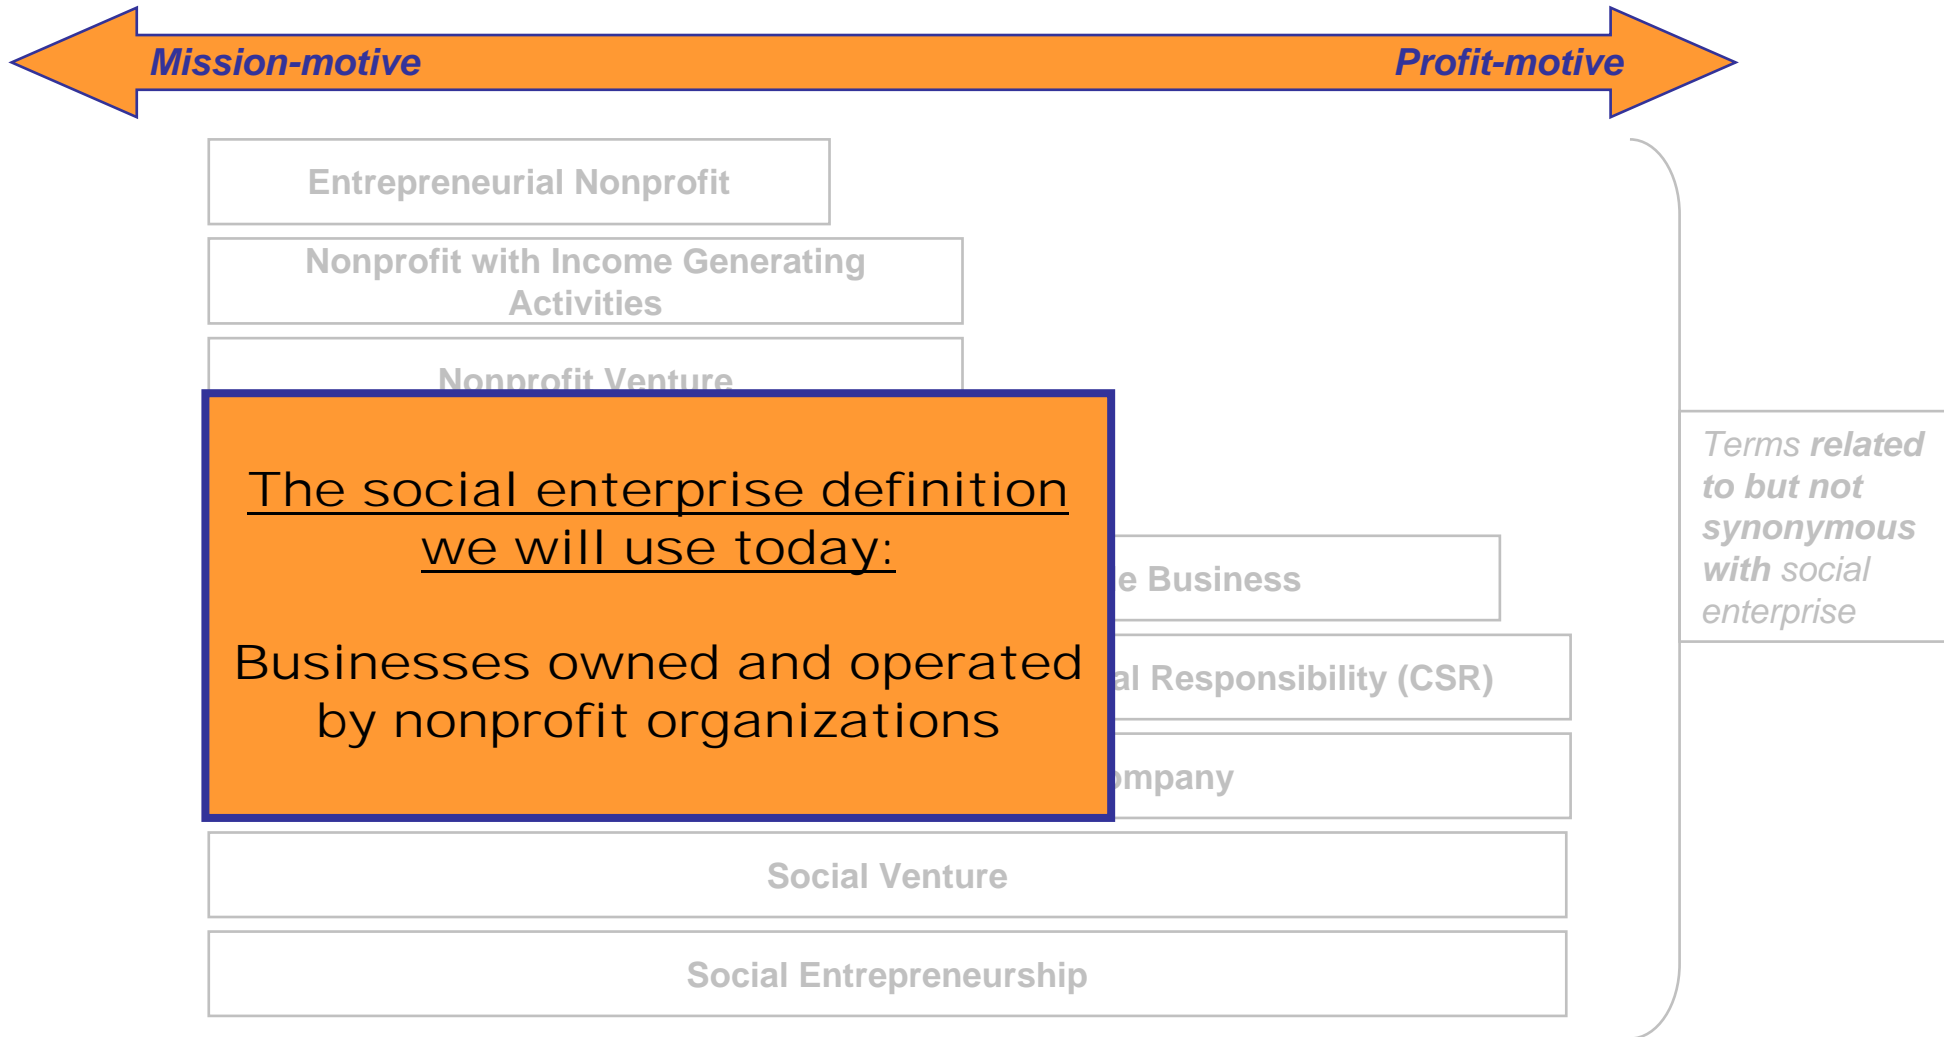 Mission-motive
Profit-motive
Entrepreneurial Nonprofit
Nonprofit with Income Generating
Activities
Nonprofit Venture
The social enterprise definition
we will use today:
Businesses owned and operated
by nonprofit organizations
Business
Responsibility (CSR)
Social Venture
Social Entrepreneurship
Terms related
to but not
synonymous
with social
enterprise